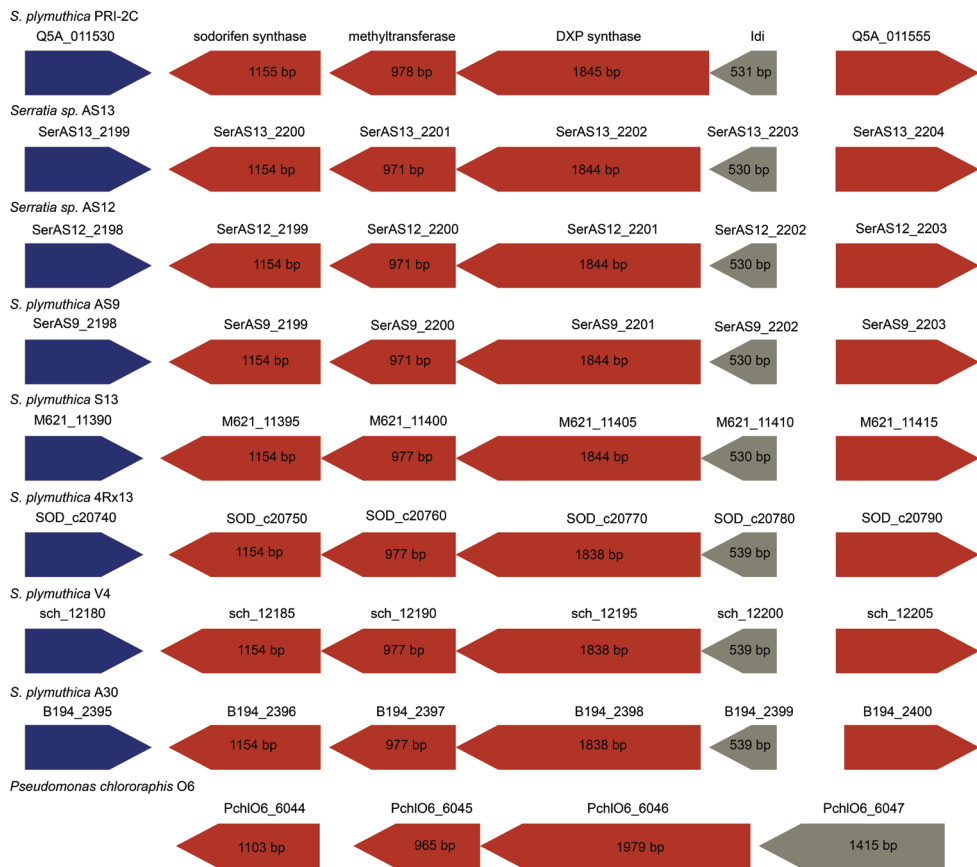 S. plymuthica PRI-2C
Q5A_011530 sodorifen synthase methyltransferase DXP synthase Idi Q5A_011555
1155 bp 978 bp 1845 bp 531 bp
Serratia sp. AS13
SerAS13_2199 SerAS13_2200 SerAS13_2201 SerAS13_2202 SerAS13_2203 SerAS13_2204
1154 bp 971 bp 1844 bp 530 bp
Serratia sp. AS12
SerAS12_2198 SerAS12_2199 SerAS12_2200 SerAS12_2201 SerAS12_2202 SerAS12_2203
1154 bp 971 bp 1844 bp 530 bp
S. plymuthica AS9
SerAS9_2198 SerAS9_2199 SerAS9_2200 SerAS9_2201 SerAS9_2202 SerAS9_2203
1154 bp 971 bp 1844 bp 530 bp
S. plymuthica S13
M621_11390 M621_11395 M621_11400 M621_11405 M621_11410 M621_11415
1154 bp 977 bp 1844 bp 530 bp
S. plymuthica 4Rx13
SOD_c20740 SOD_c20750 SOD_c20760 SOD_c20770 SOD_c20780 SOD_c20790
1154 bp 977 bp 1838 bp 539 bp
S. plymuthica V4
sch_12180 sch_12185 sch_12190 sch_12195 sch_12200 sch_12205
1154 bp 977 bp 1838 bp 539 bp
S. plymuthica A30
B194_2395 B194_2396 B194_2397 B194_2398 B194_2399 B194_2400
1154 bp 977 bp 1838 bp 539 bp
Pseudomonas chlororaphis O6
PchlO6_6044 PchlO6_6045 PchlO6_6046 PchlO6_6047
1103 bp 965 bp 1979 bp 1415 bp